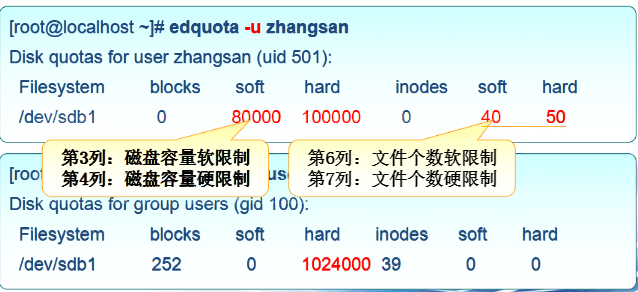 [root@localhost ~]# edquota -u zhangsan
Disk quotas for user zhangsan (uid 501):
Filesystem blocks soft hard inodes soft hard
/dev/sdb1 0 80000 100000 0 40 50
第3列：磁盘容量软限制
第4列：磁盘容量硬限制
第6列：文件个数软限制
第7列：文件个数硬限制
Disk quotas for group users (gid 100):
Filesystem blocks soft hard inodes soft hard
/dev/sdb1 252 0 1024000 39 0 0